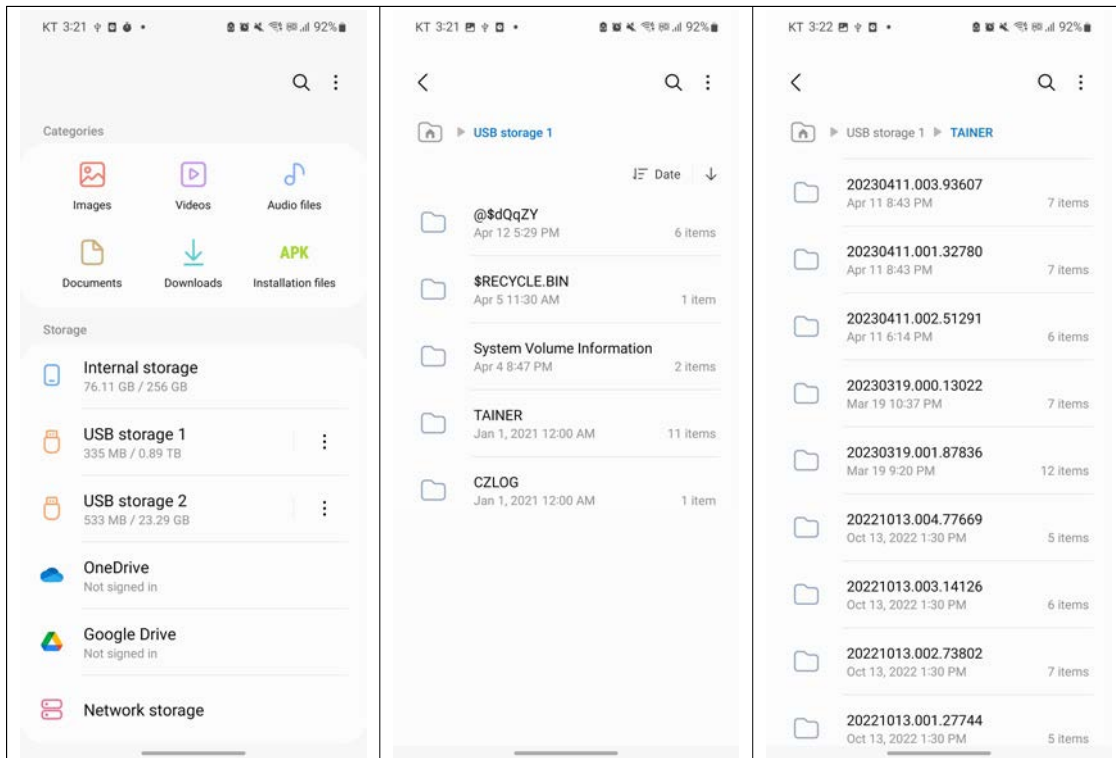 KT 3:21
92%
Categories
Images Videos Audio files
APK
Documents Downloads Installation files
Storage
Internal storage
76.11 GB / 256 GB
USB storage 1
335 MB / 0.89 TB
USB storage 2
533 MB / 23.29 GB
OneDrive
Not signed in
Google Drive
Not signed in
Network storage
KT 3:21
92%
USB storage 1
Date
@$dQqZY
Apr 12 5:29 PM 6 items
$RECYCLE.BIN
Apr 5 11:30 AM 1 item
System Volume Information
Apr 4 8:47 PM 2 items
TAINER
Jan 1, 2021 12:00 AM 11 items
CZLOG
Jan 1, 2021 12:00 AM 1 item
KT 3:22
92%
USB storage 1 TAINER
20230411.003.93607
Apr 11 8:43 PM 7 items
20230411.001.32780
Apr 11 8:43 PM 7 items
20230411.002.51291
Apr 11 6:14 PM 6 items
20230319.000.13022
Mar 19 10:37 PM 7 items
20230319.001.87836
Mar 19 9:20 PM 12 items
20221013.004.77669
Oct 13, 2022 1:30 PM 5 items
20221013.003.14126
Oct 13, 2022 1:30 PM 6 items
20221013.002.73802
Oct 13, 2022 1:30 PM 7 items
20221013.001.27744
Oct 13, 2022 1:30 PM 5 items